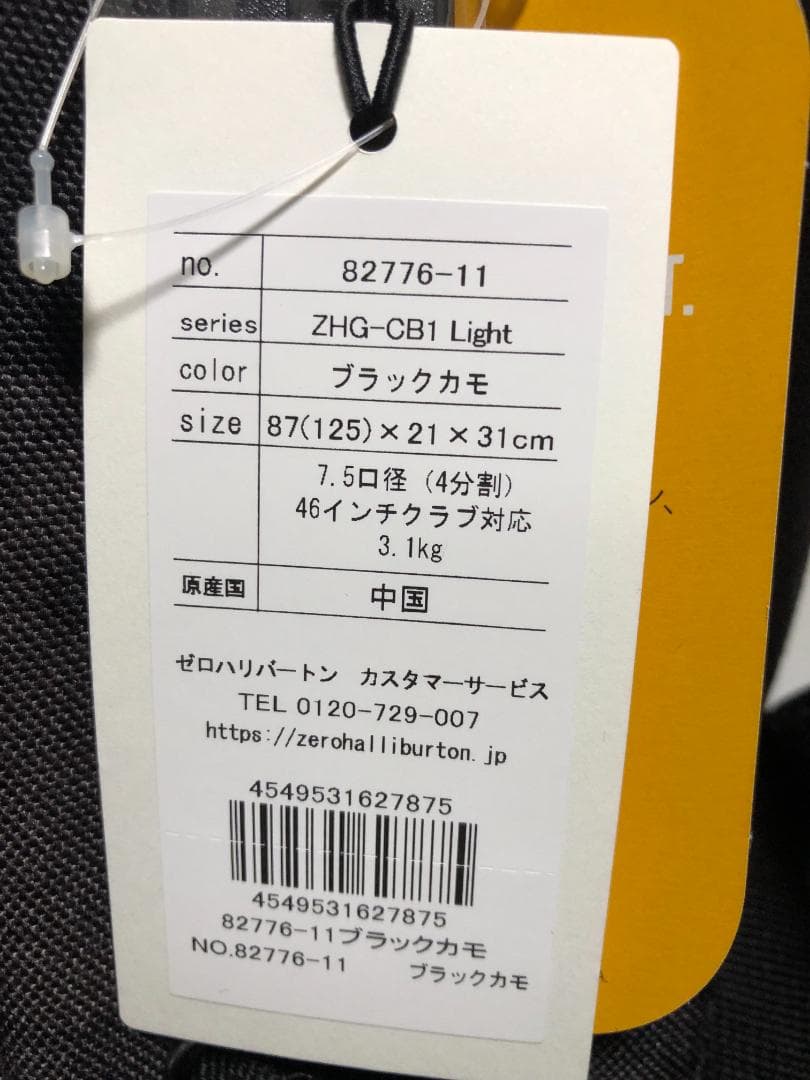 no. 82776-11
series ZHG-CB1 Light
color ブラックカモ
size 87(125)×21×31cm
7.5口径 (4分割)
46インチクラブ対応
3.1kg
原産国 中国
ゼロハリバートン カスタマーサービス
TEL 0120-729-007
https://zerohalliburton.jp
4549531627875
4549531627875
82776-11ブラックカモ
NO.82776-11 ブラックカモ
T.
ン、